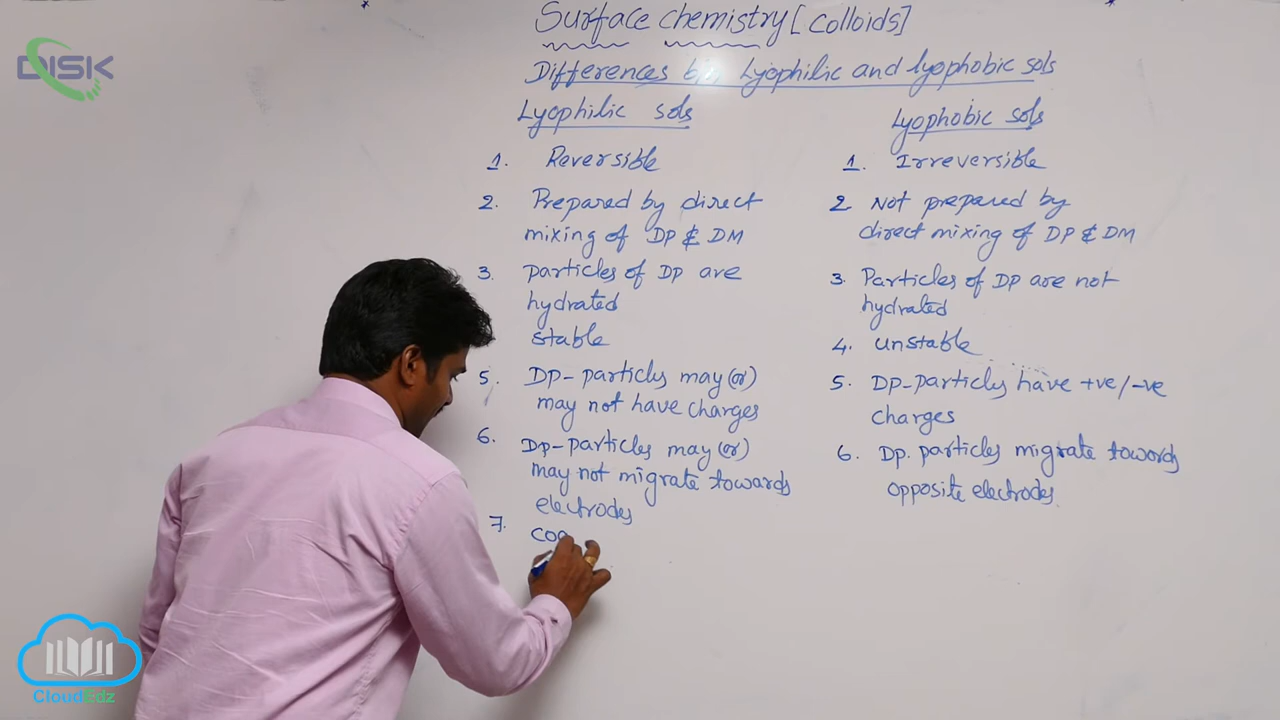 DISK
Surface chemistry [colloids]
Differences b/n Lyophilic and lyophobic sols
Lyophilic sols
1. Reversible
2. Prepared by direct
mixing of DP & DM
3. particles of DP are
hydrated
stable
5. DP- particles may (or)
may not have charges
6. Dp- particles may (or)
may not migrate towards
electrodes
7. coa
Lyophobic sols
1. Irreversible
2 Not prepared by
direct mixing of DP & DM
3. Particles of DP are not
hydrated
4. unstable
5. DP-particles have +ve/-ve
charges
6. DP. particles migrate towords
opposite electrodes.
CloudEdz